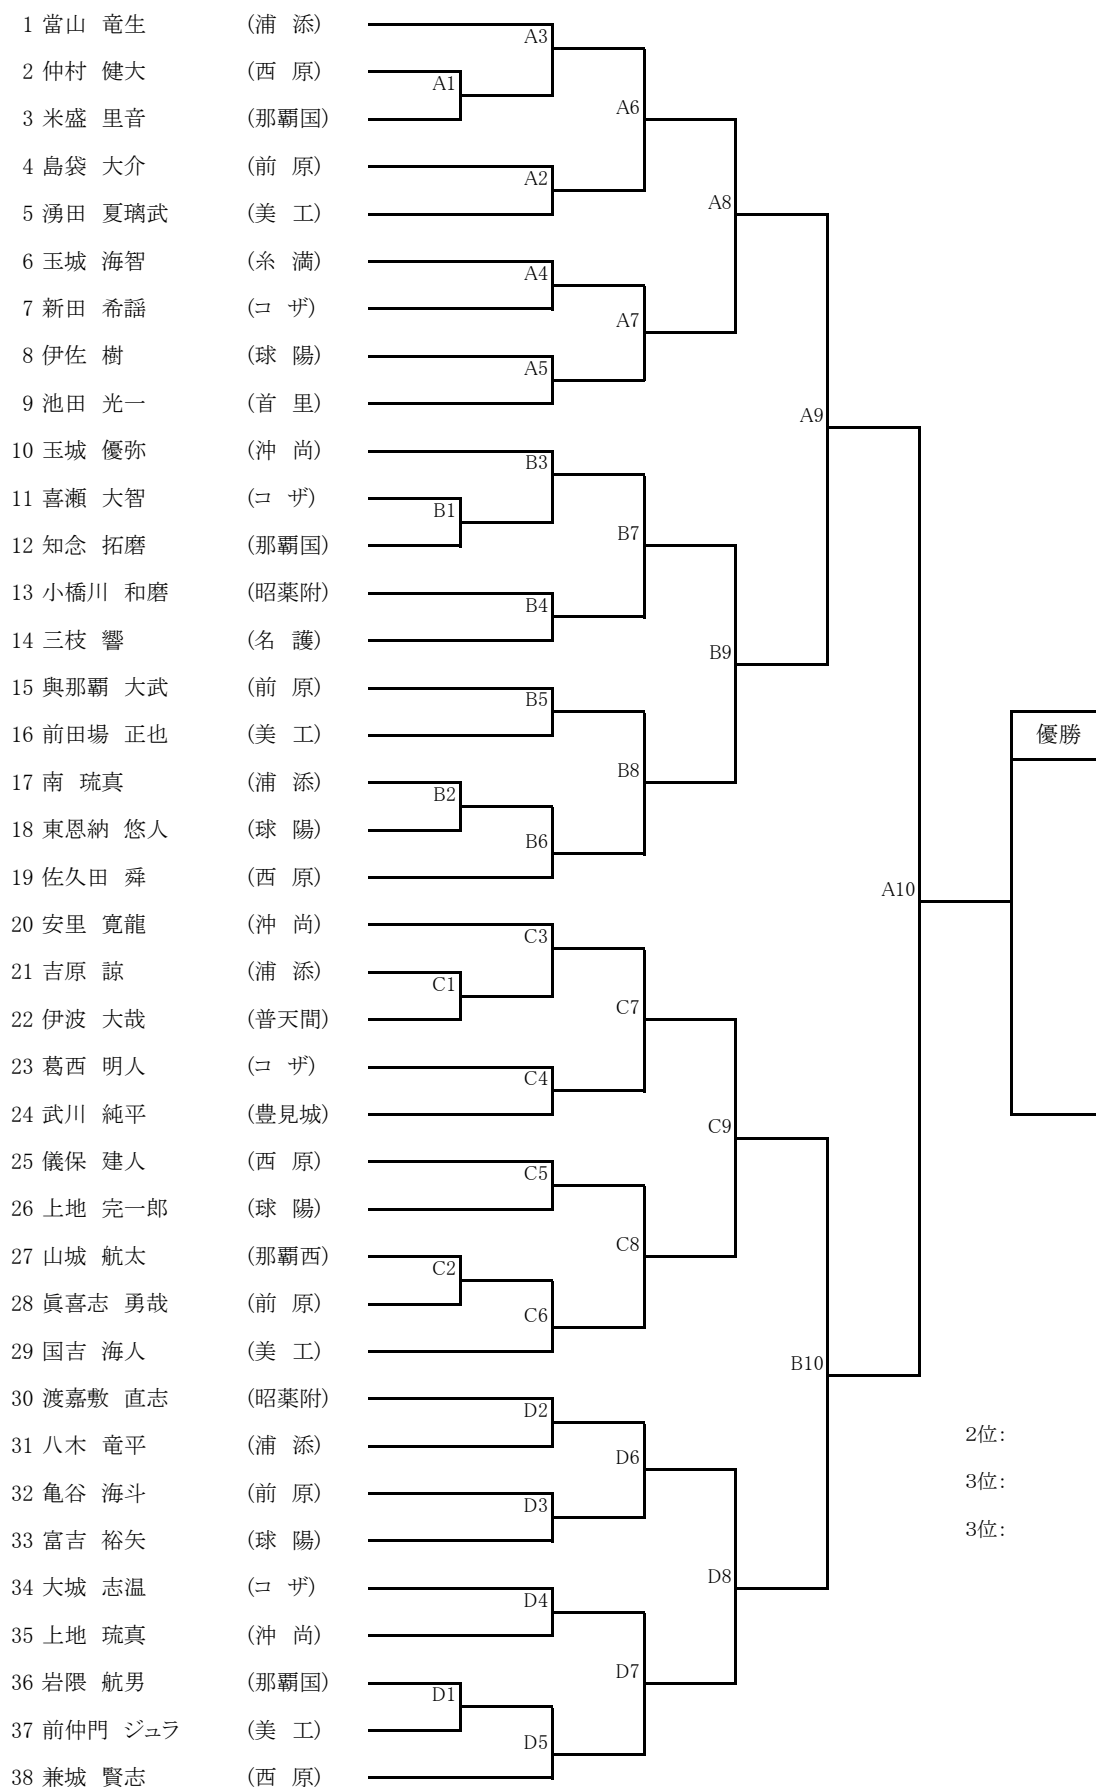 1 當山 竜生 (浦 添)
A3
2 仲村 健大 (西 原)
A1
A6
3 米盛 里音 (那覇国)
4 島袋 大介 (前 原)
A2
A8
5 湧田 夏璃武 (美 工)
6 玉城 海智 (糸 満)
A4
7 新田 希謡 (コ ザ)
A7
8 伊佐 樹 (球 陽)
A5
9 池田 光一 (首 里)
A9
10 玉城 優弥 (沖 尚)
B3
11 喜瀬 大智 (コ ザ)
B1
B7
12 知念 拓磨 (那覇国)
13 小橋川 和磨 (昭薬附)
B4
14 三枝 響 (名 護)
B9
15 與那覇 大武 (前 原)
B5
16 前田場 正也 (美 工)
優勝
B8
17 南 琉真 (浦 添)
B2
18 東恩納 悠人 (球 陽)
B6
19 佐久田 舜 (西 原)
A10
20 安里 寛龍 (沖 尚)
C3
21 吉原 諒 (浦 添)
C1
C7
22 伊波 大哉 (普天間)
23 葛西 明人 (コ ザ)
C4
24 武川 純平 (豊見城)
C9
25 儀保 建人 (西 原)
C5
26 上地 完一郎 (球 陽)
C8
27 山城 航太 (那覇西)
C2
28 眞喜志 勇哉 (前 原)
C6
29 国吉 海人 (美 工)
B10
30 渡嘉敷 直志 (昭薬附)
D2
2位:
31 八木 竜平 (浦 添)
D6
3位:
32 亀谷 海斗 (前 原)
D3
3位:
33 富吉 裕矢 (球 陽)
D8
34 大城 志温 (コ ザ)
D4
35 上地 琉真 (沖 尚)
D7
36 岩隈 航男 (那覇国)
D1
37 前仲門 ジュラ (美 工)
D5
38 兼城 賢志 (西 原)